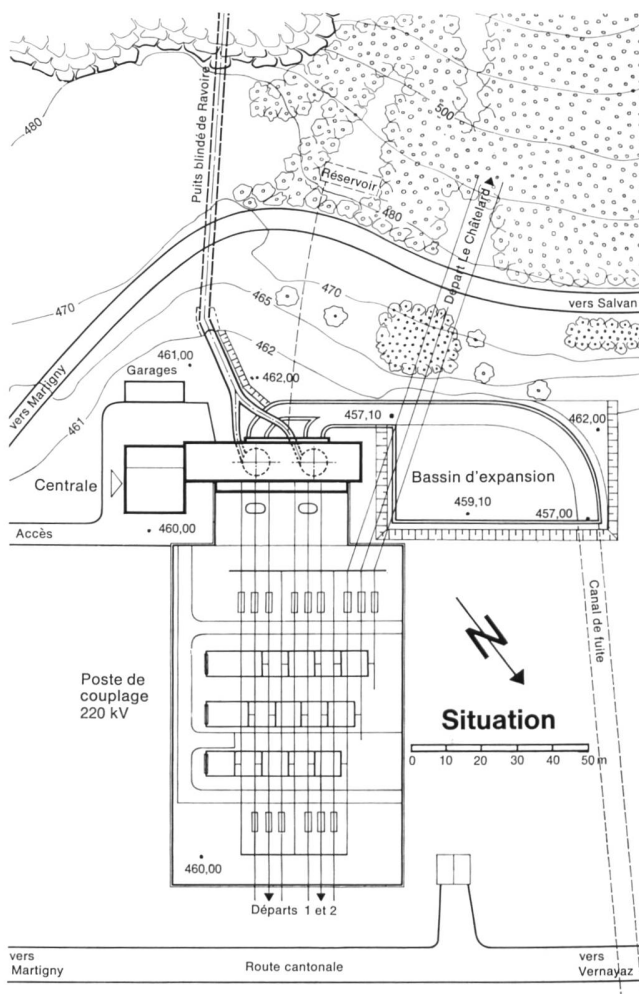 480
Puits blindé de Ravoire
500
Réservoir
480
Départ Le Châtelard
470
465
470
vers Salvan
461,00
462
Garages
462,00
vers Martigny
461
457,10
462,00
Centrale
Bassin d'expansion
459,10
457,00
Accès
460,00
Canal de fuite
N
Poste de
couplage
220 kV
Situation
0 10 20 30 40 50 m
460,00
Départs 1 et 2
vers
Martigny
Route cantonale
vers
Vernayaz